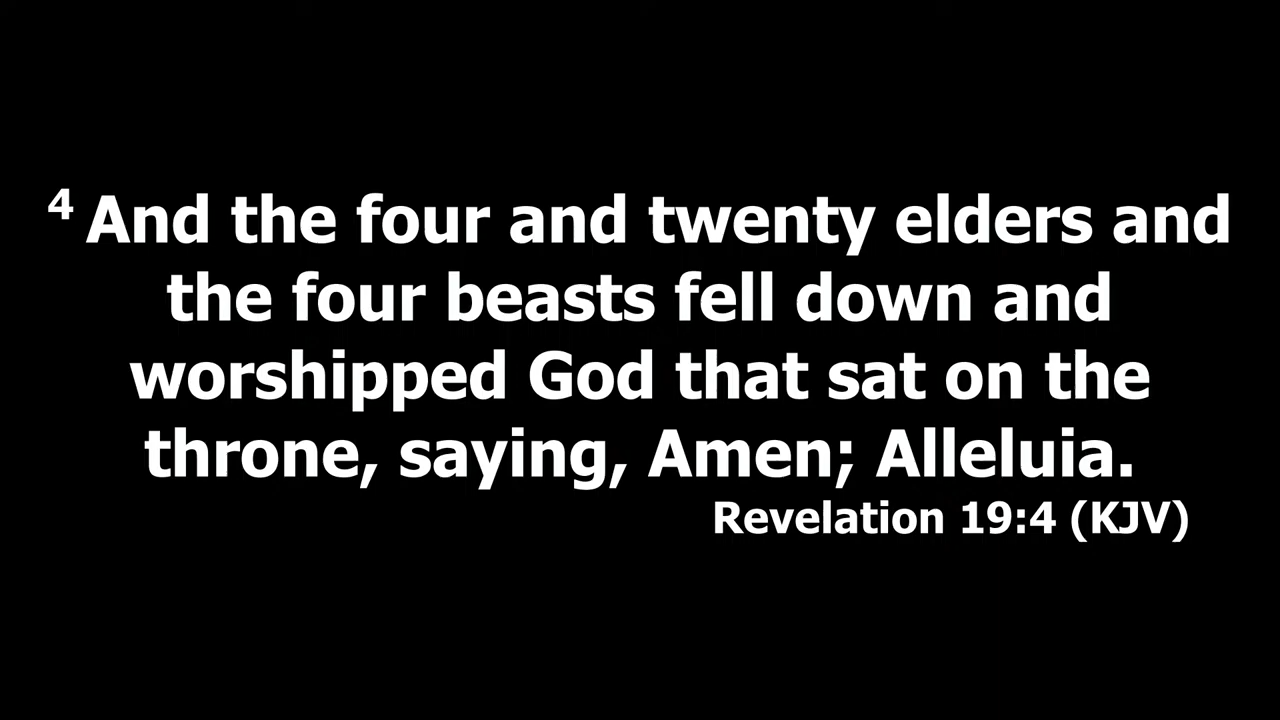 4 And the four and twenty elders and
the four beasts fell down and
worshipped God that sat on the
throne, saying, Amen; Alleluia.
Revelation 19:4 (KJV)